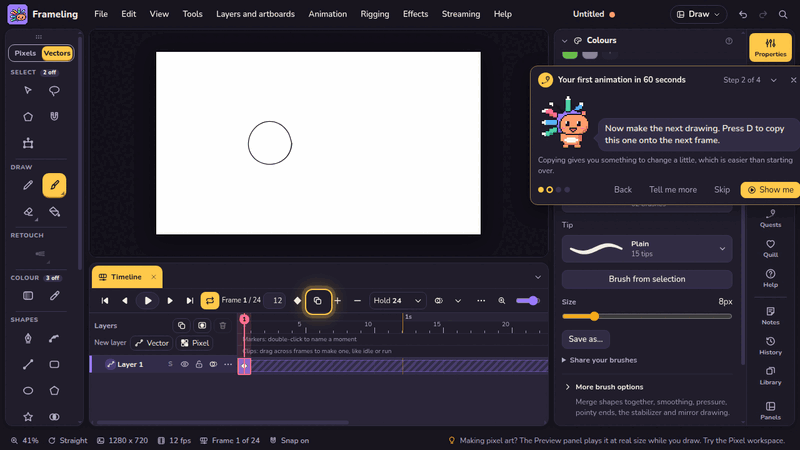 Frameling
File Edit View Tools Layers and artboards Animation Rigging Effects Streaming Help
Untitled
Draw
Pixels Vectors
SELECT 2 off
DRAW
RETOUCH
COLOUR 3 off
SHAPES
Colours
Properties
Your first animation in 60 seconds
Step 2 of 4
Now make the next drawing. Press D to copy
this one onto the next frame.
Copying gives you something to change a little, which is easier than starting
over.
Back Tell me more Skip Show me
Tip
Plain
15 tips
Brush from selection
Size 8px
Save as...
Share your brushes
More brush options
Merge shapes together, smoothing, pressure,
pointy ends, the stabilizer and mirror drawing.
Quests
Quill
Help
Notes
History
Library
Panels
Timeline
Frame 1 / 24 12 Hold 24
Layers
1 5 10 1s 15 20
New layer Vector Pixel
Markers: double-click to name a moment
Clips: drag across frames to make one, like idle or run
Layer 1 S
41% Straight 1280 x 720 12 fps Frame 1 of 24 Snap on
Making pixel art? The Preview panel plays it at real size while you draw. Try the Pixel workspace.